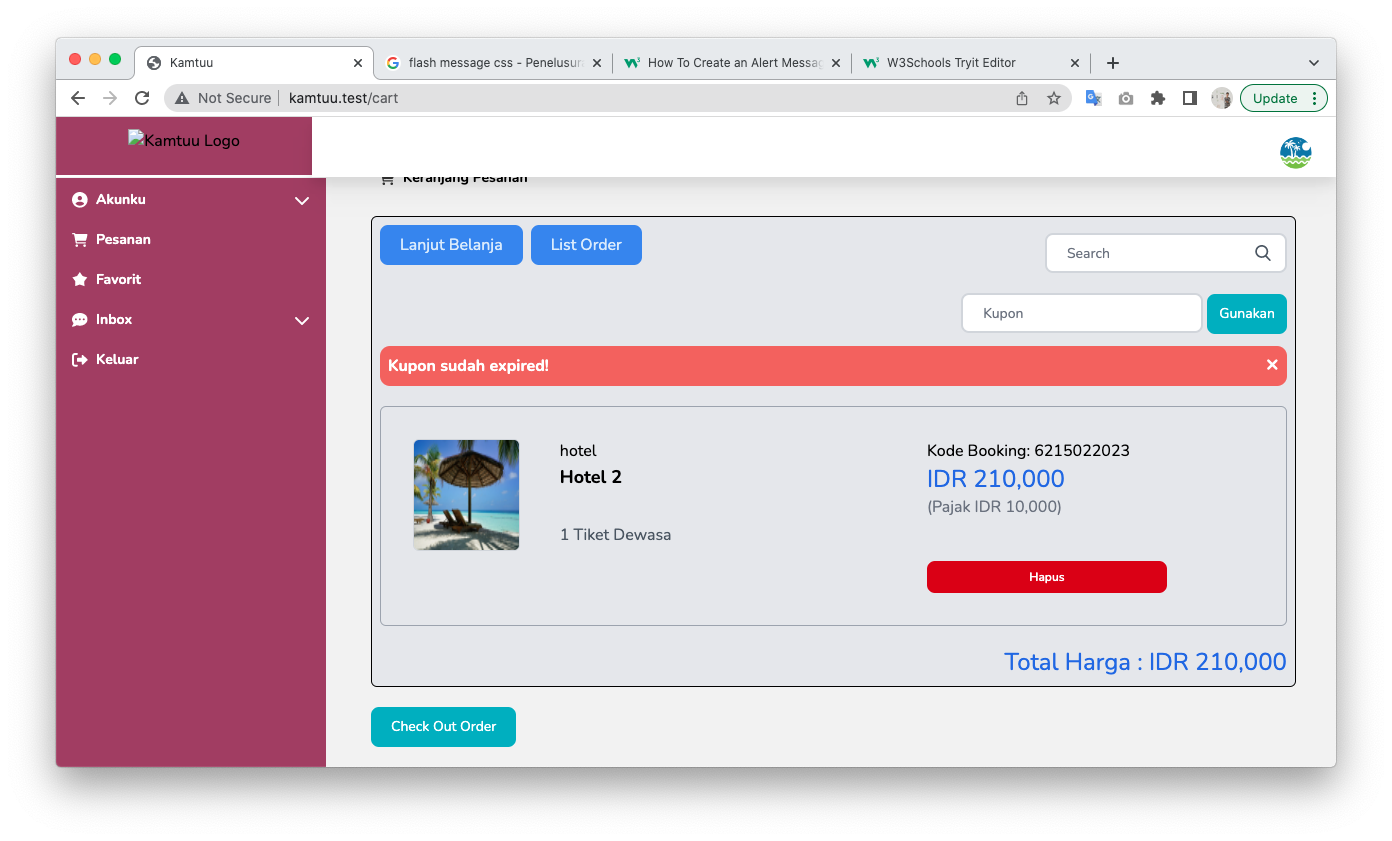 Kamtuu
flash message css - Penelusur
How To Create an Alert Messag
W3Schools Tryit Editor
Not Secure
kamtuu.test/cart
Update
Kamtuu Logo
Keranjang Pesanan
Akunku
Pesanan
Favorit
Inbox
Keluar
Lanjut Belanja
List Order
Search
Kupon
Gunakan
Kupon sudah expired!
hotel
Hotel 2
1 Tiket Dewasa
Kode Booking: 6215022023
IDR 210,000
(Pajak IDR 10,000)
Hapus
Total Harga : IDR 210,000
Check Out Order